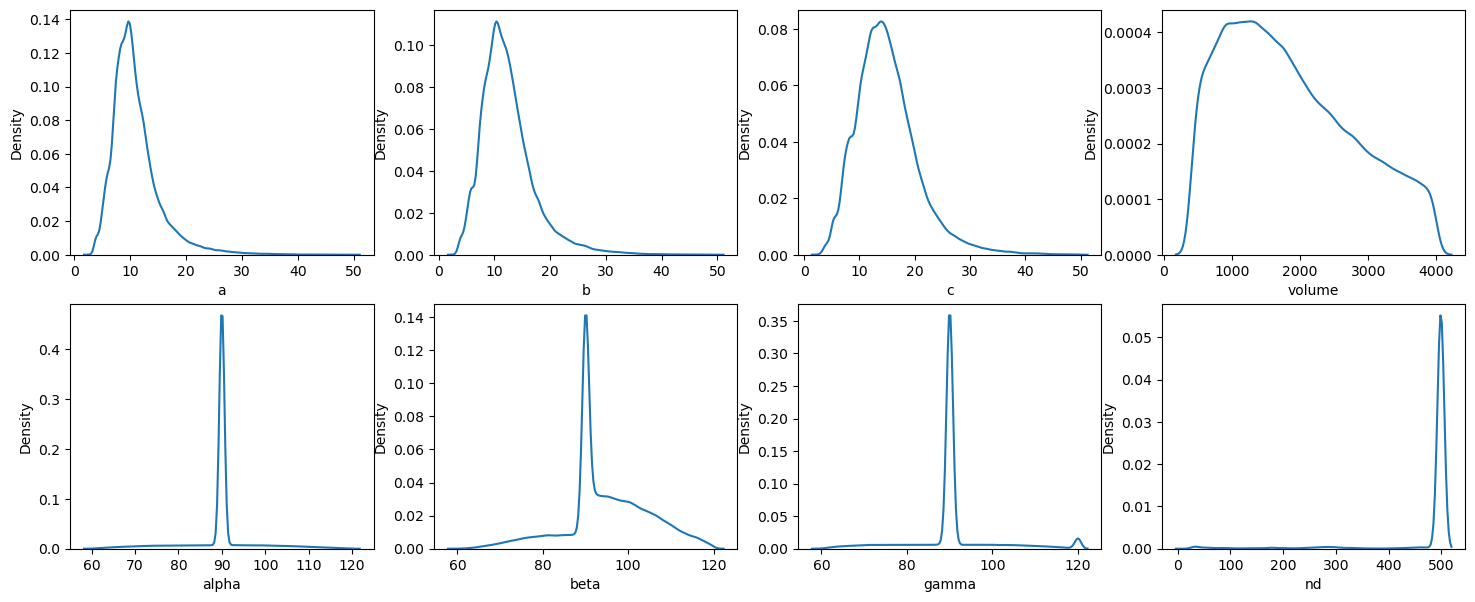 0.14
0.12
0.10
0.08
0.06
0.04
0.02
0.00
Density
0 10 20 30 40 50
a
0.10
0.08
0.06
0.04
0.02
0.00
Density
0 10 20 30 40 50
b
0.08
0.06
0.04
0.02
0.00
Density
0 10 20 30 40 50
c
0.0004
0.0003
0.0002
0.0001
0.0000
Density
0 1000 2000 3000 4000
volume
0.4
0.3
0.2
0.1
0.0
Density
60 70 80 90 100 110 120
alpha
0.14
0.12
0.10
0.08
0.06
0.04
0.02
0.00
Density
60 80 100 120
beta
0.35
0.30
0.25
0.20
0.15
0.10
0.05
0.00
Density
60 80 100 120
gamma
0.05
0.04
0.03
0.02
0.01
0.00
Density
0 100 200 300 400 500
nd